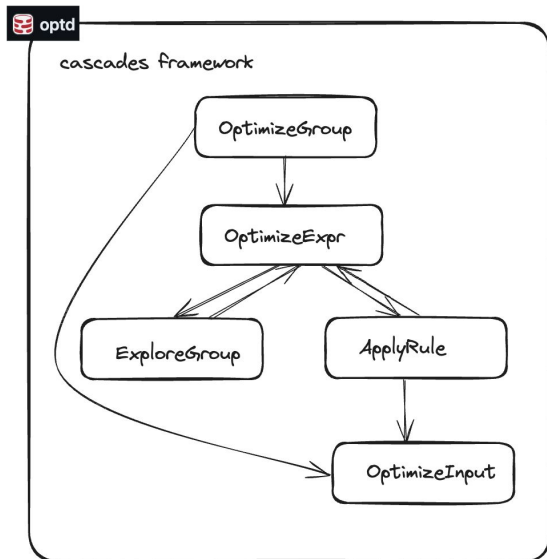 optd
cascades framework
OptimizeGroup
OptimizeExpr
ExploreGroup
ApplyRule
OptimizeInput